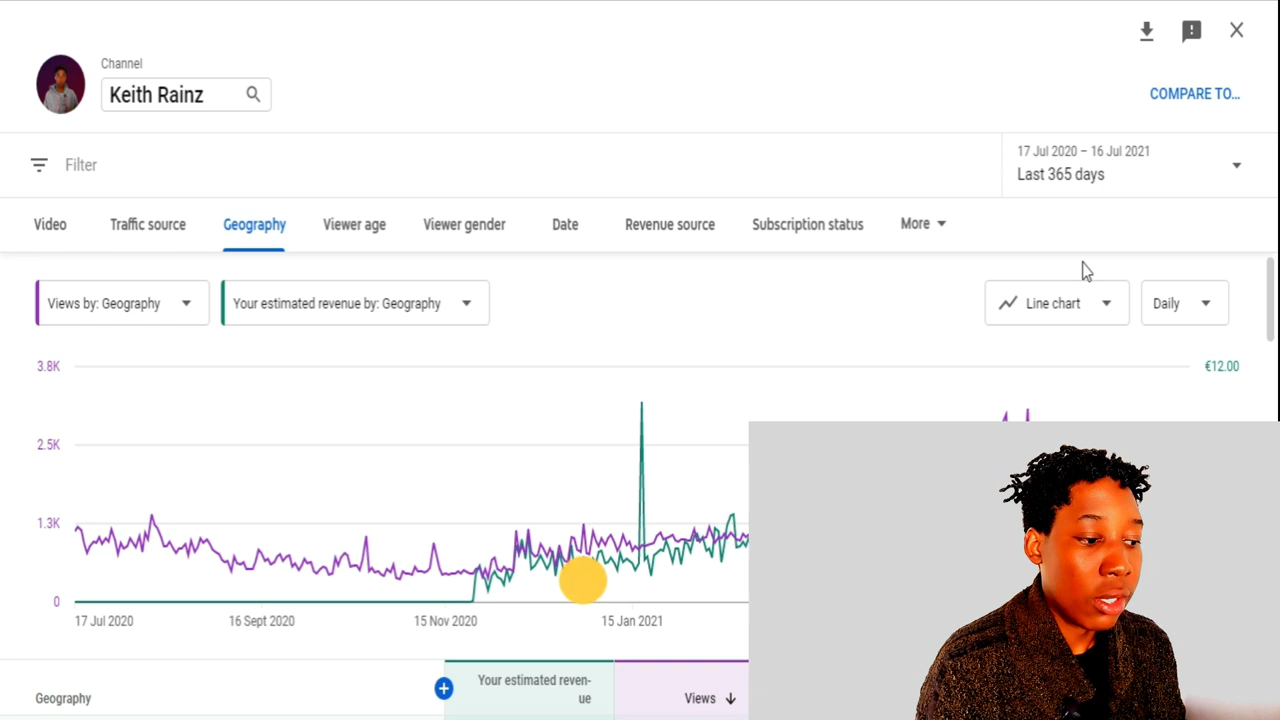 Channel
Keith Rainz
COMPARE TO...
Filter
17 Jul 2020 – 16 Jul 2021
Last 365 days
Video Traffic source Geography Viewer age Viewer gender Date Revenue source Subscription status More
Views by: Geography Your estimated revenue by: Geography Line chart Daily
3.8K €12.00
2.5K
1.3K
0
17 Jul 2020 16 Sept 2020 15 Nov 2020 15 Jan 2021
Your estimated reven-
ue
Geography Views